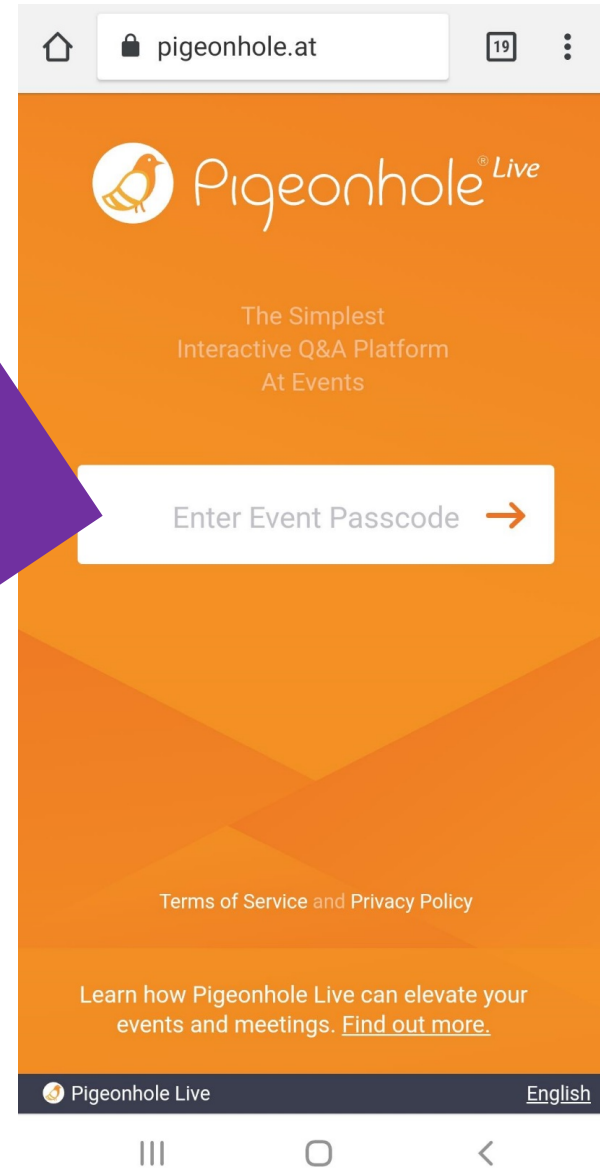 pigeonhole.at
19
Pigeonhole® Live
The Simplest
Interactive Q&A Platform
At Events
Enter Event Passcode
Terms of Service and Privacy Policy
Learn how Pigeonhole Live can elevate your
events and meetings. Find out more.
Pigeonhole Live
English